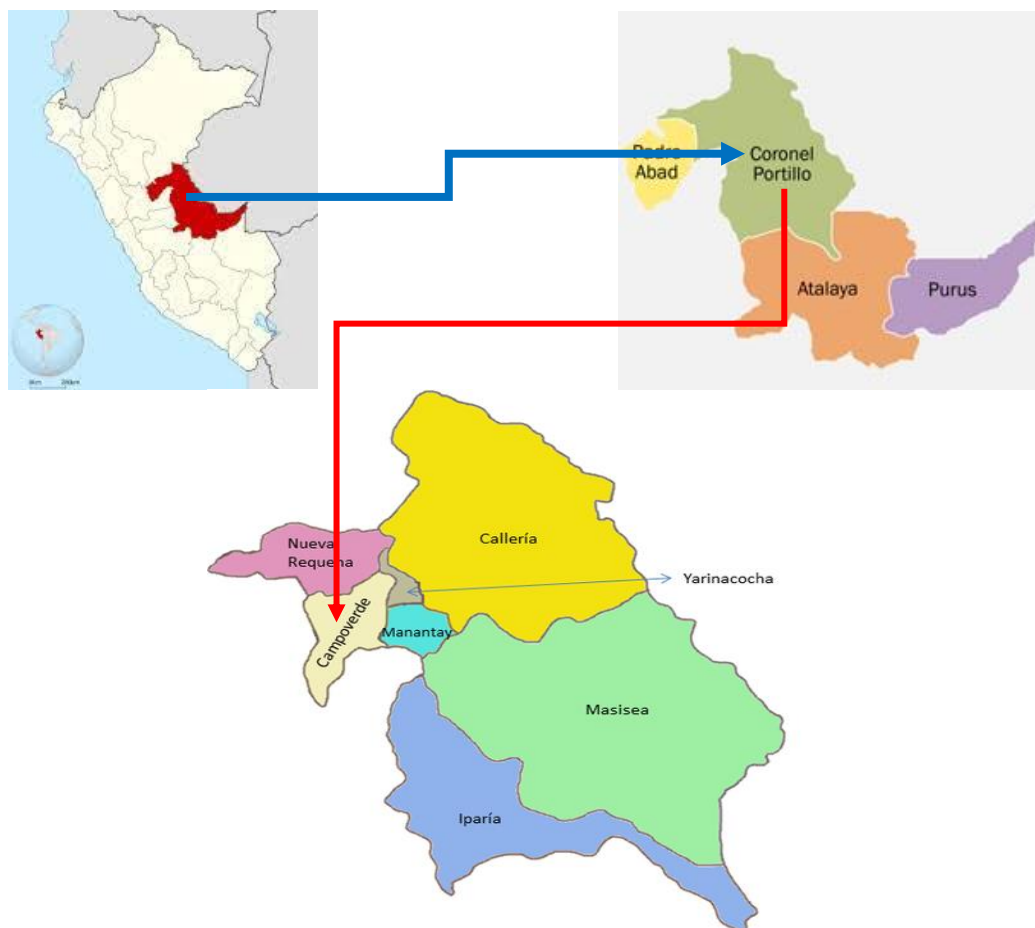 Padre
Abad
Coronel
Portillo
Atalaya
Purus
Nueva
Requena
Callería
Yarinacocha
Campoverde
Manantay
Masisea
Iparía